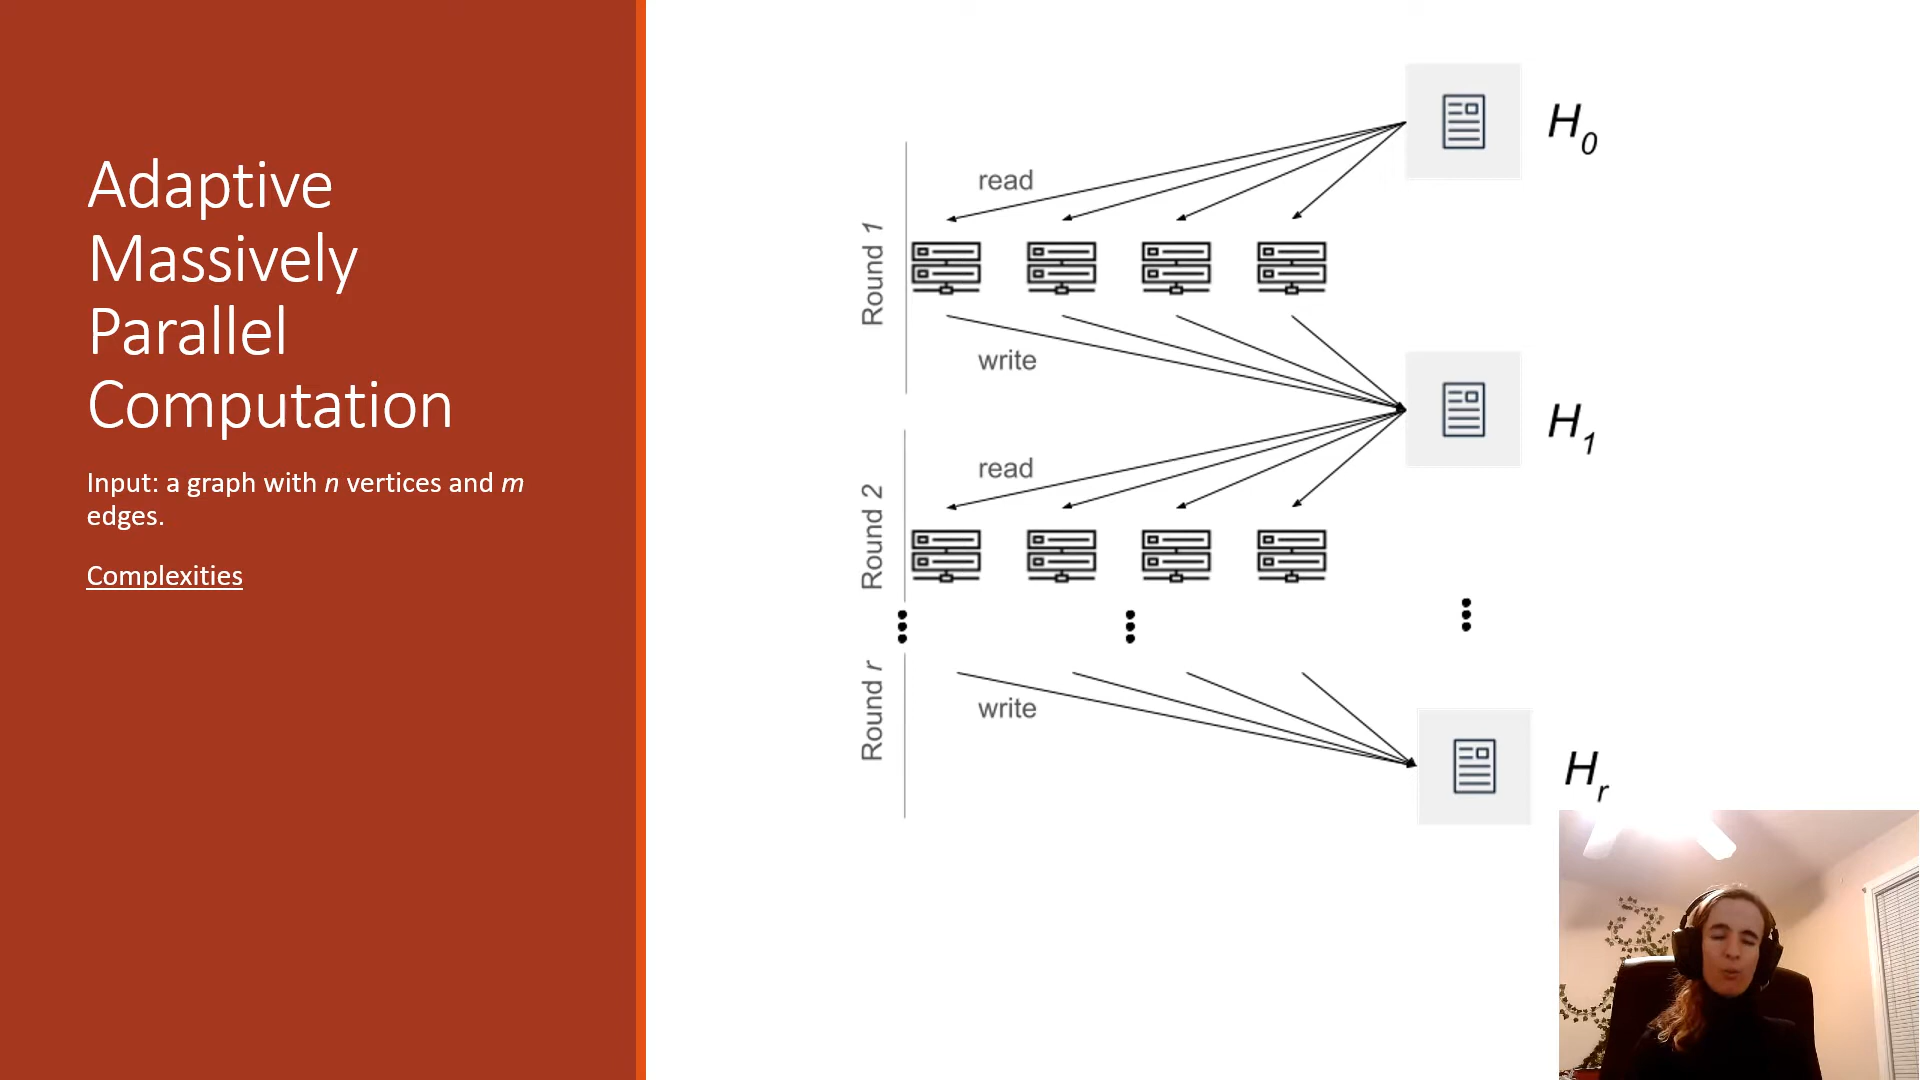 Adaptive
Massively
Parallel
Computation
Input: a graph with n vertices and m
edges.
Complexities
H0
read
Round 1
write
H1
read
Round 2
Round r
write
Hr